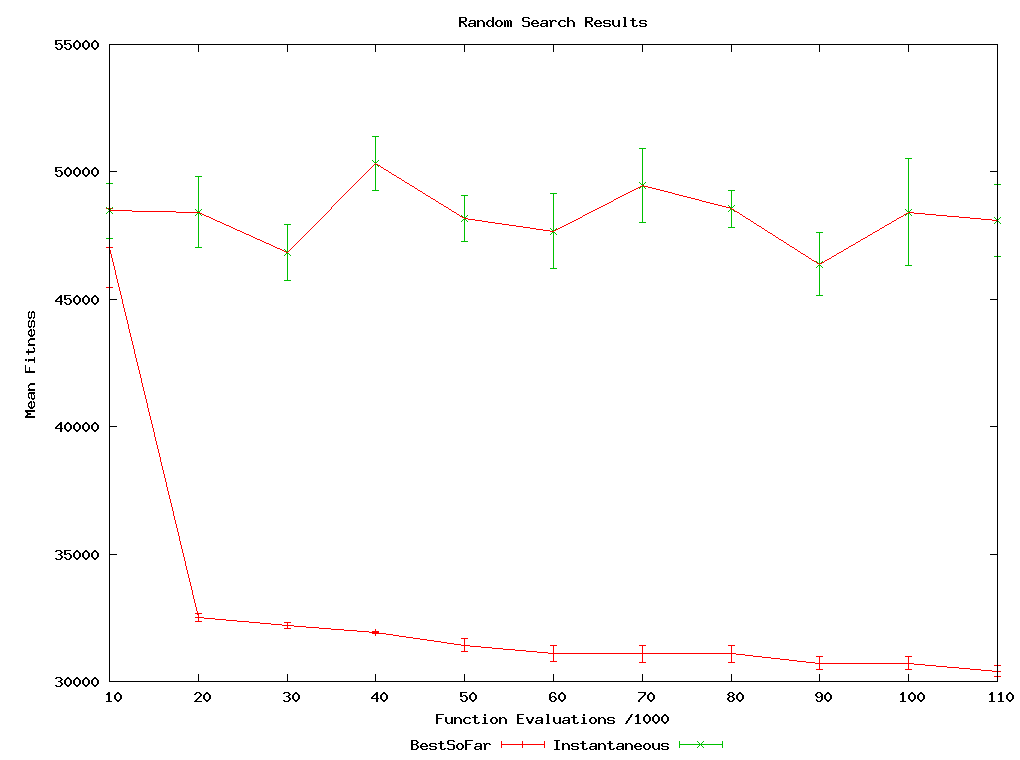 Random Search Results
55000
50000
45000
40000
35000
30000
Mean Fitness
10 20 30 40 50 60 70 80 90 100 110
Function Evaluations /1000
BestSoFar Instantaneous